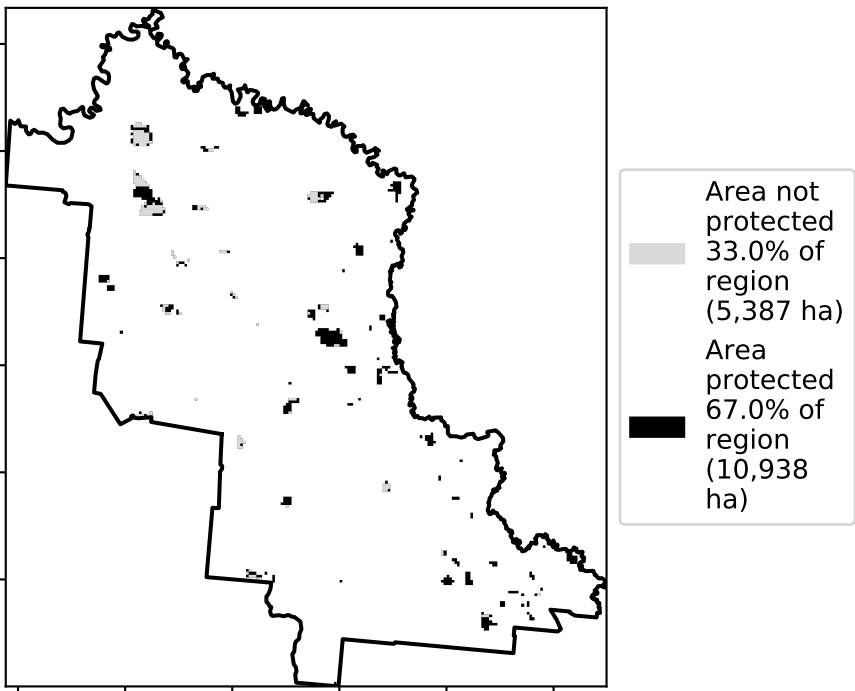 Area not
protected
33.0% of
region
(5,387 ha)
Area
protected
67.0% of
region
(10,938
ha)